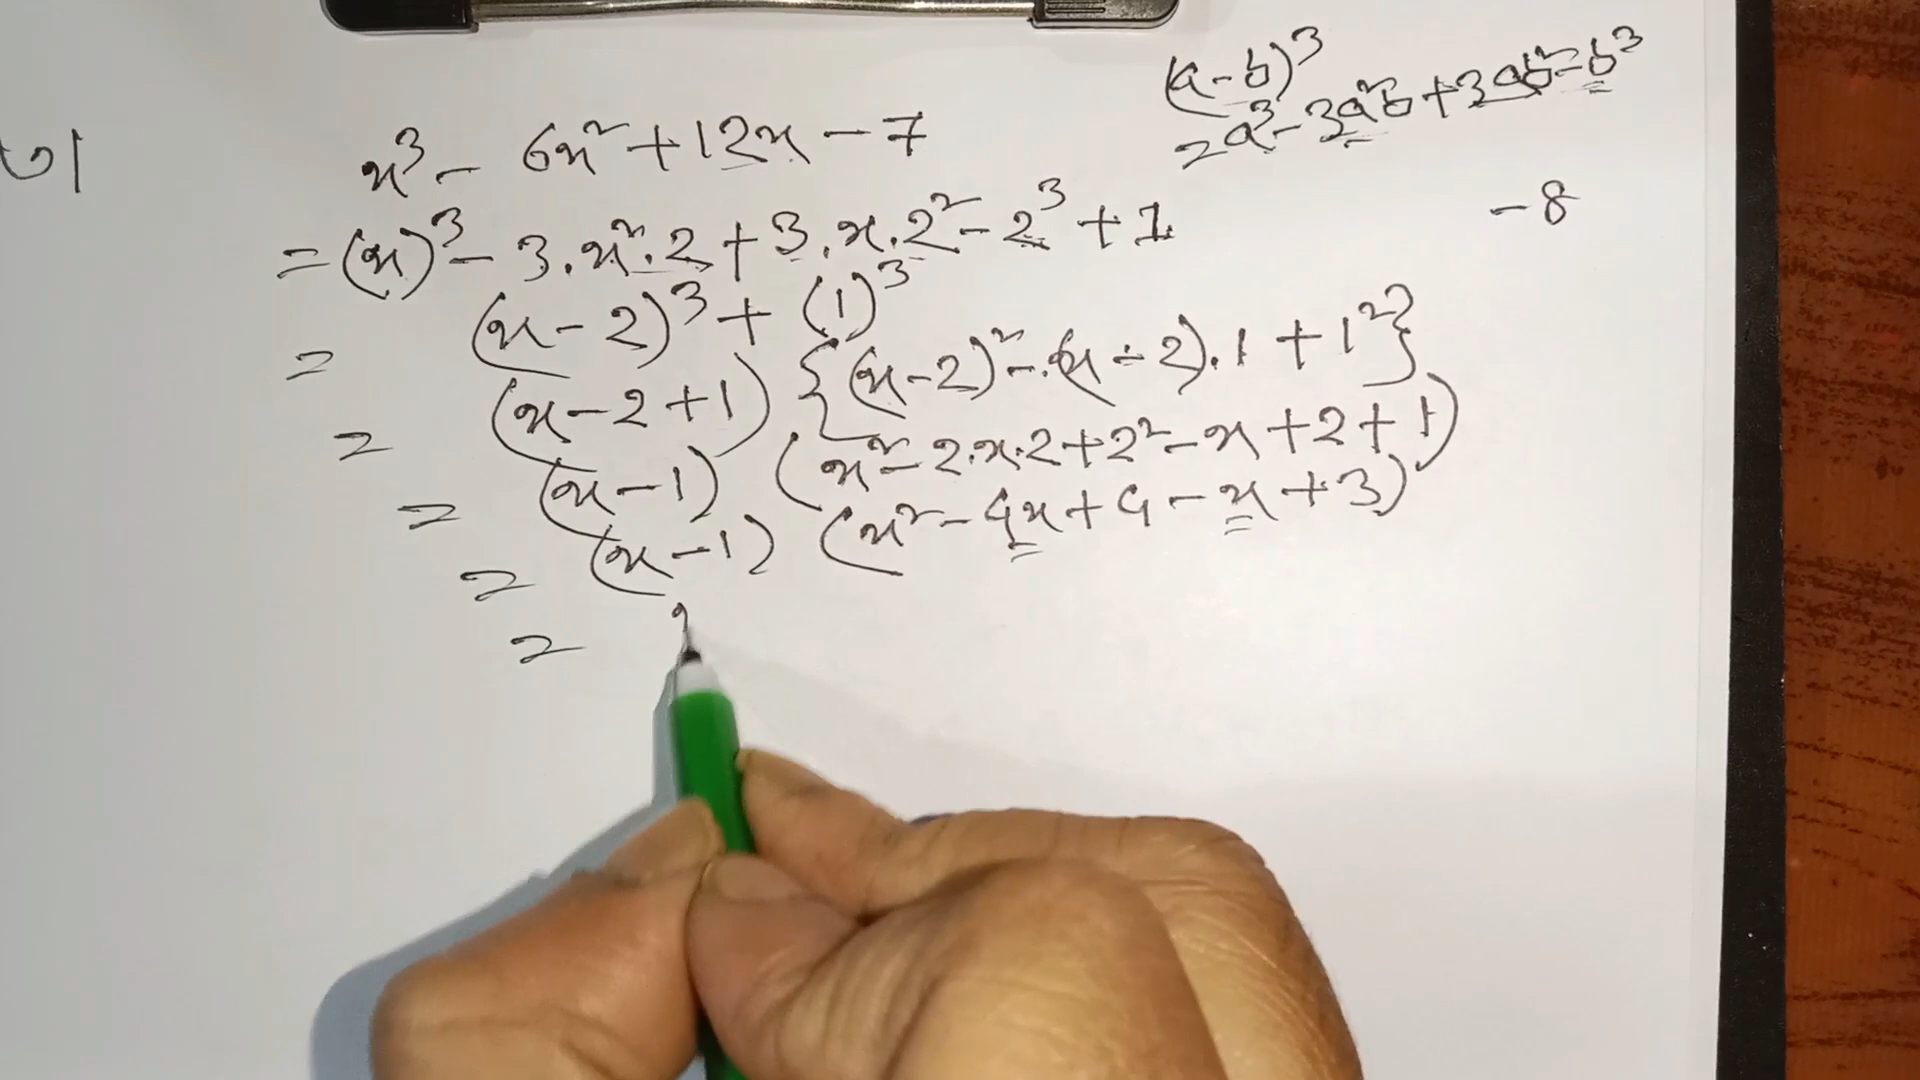 (a-b)³
= a³ - 3a²b + 3ab² - b³
৩।
x³ - 6x² + 12x - 7
= (x)³ - 3.x².2 + 3.x.2² - 2³ + 1
-8
= (x-2)³ + (1)³
= (x-2+1) {(x-2)² - (x-2).1 + 1²}
= (x-1) (x² - 2.x.2 + 2² - x + 2 + 1)
= (x-1) (x² - 4x + 4 - x + 3)
=